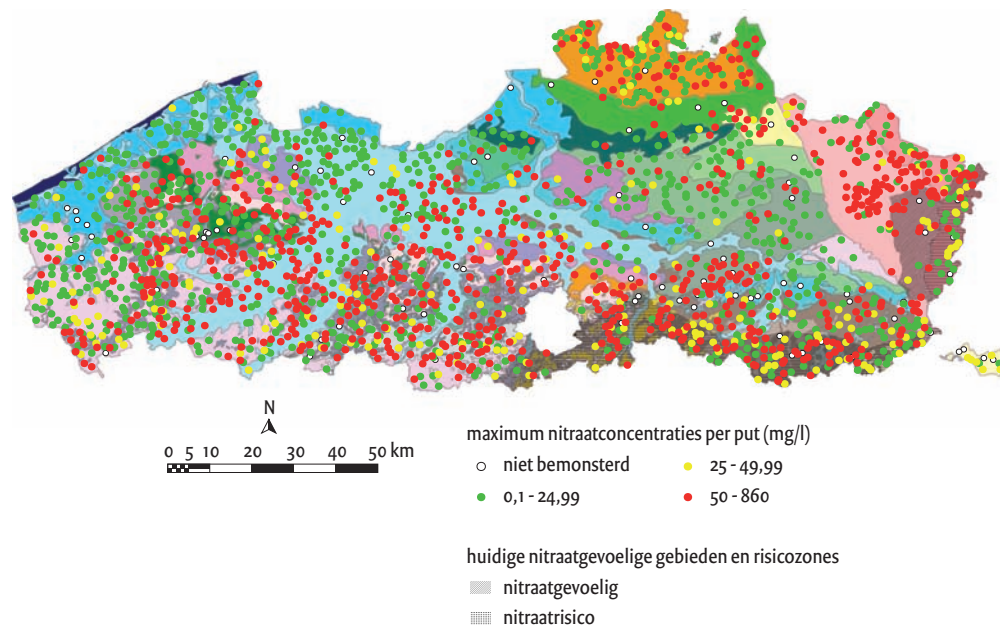 N
0 5 10 20 30 40 50 km
maximum nitraatconcentraties per put (mg/l)
niet bemonsterd
25 - 49,99
0,1 - 24,99
50 - 860
huidige nitraatgevoelige gebieden en risicozones
nitraatgevoelig
nitraatrisico